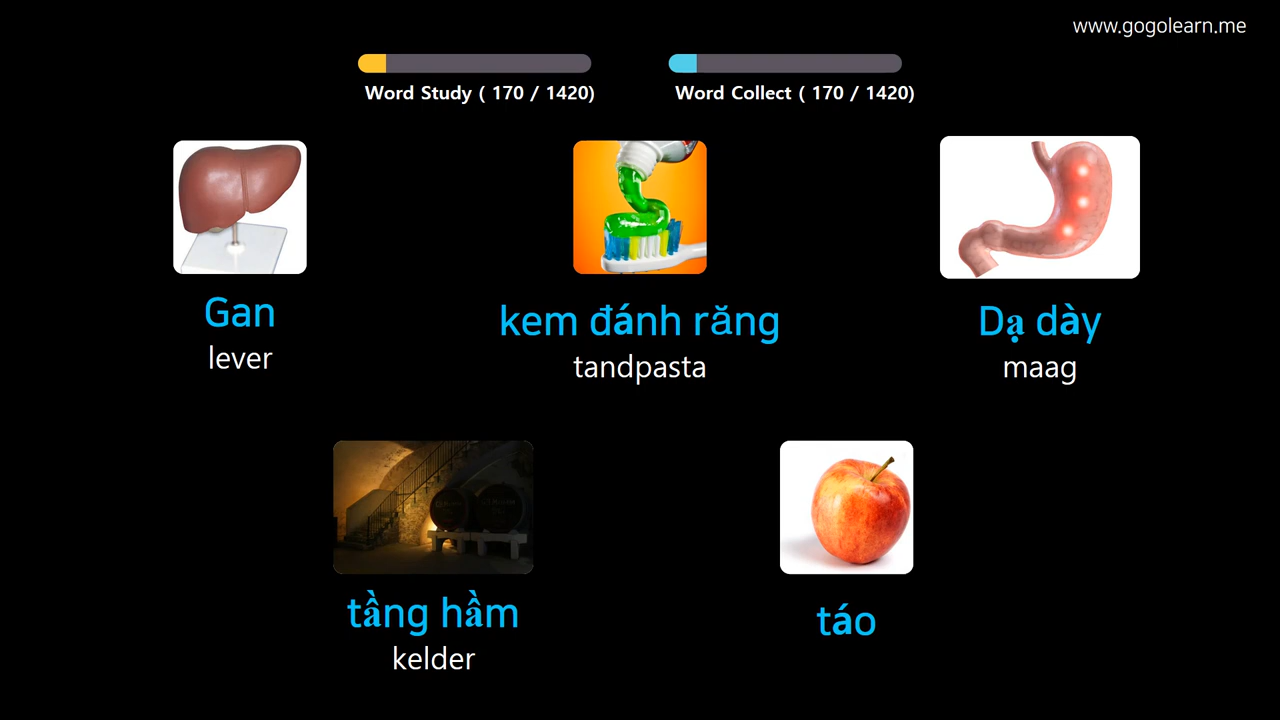 www.gogolearn.me
Word Study ( 170 / 1420)
Word Collect ( 170 / 1420)
Gan
lever
kem đánh răng
tandpasta
Dạ dày
maag
tầng hầm
kelder
táo